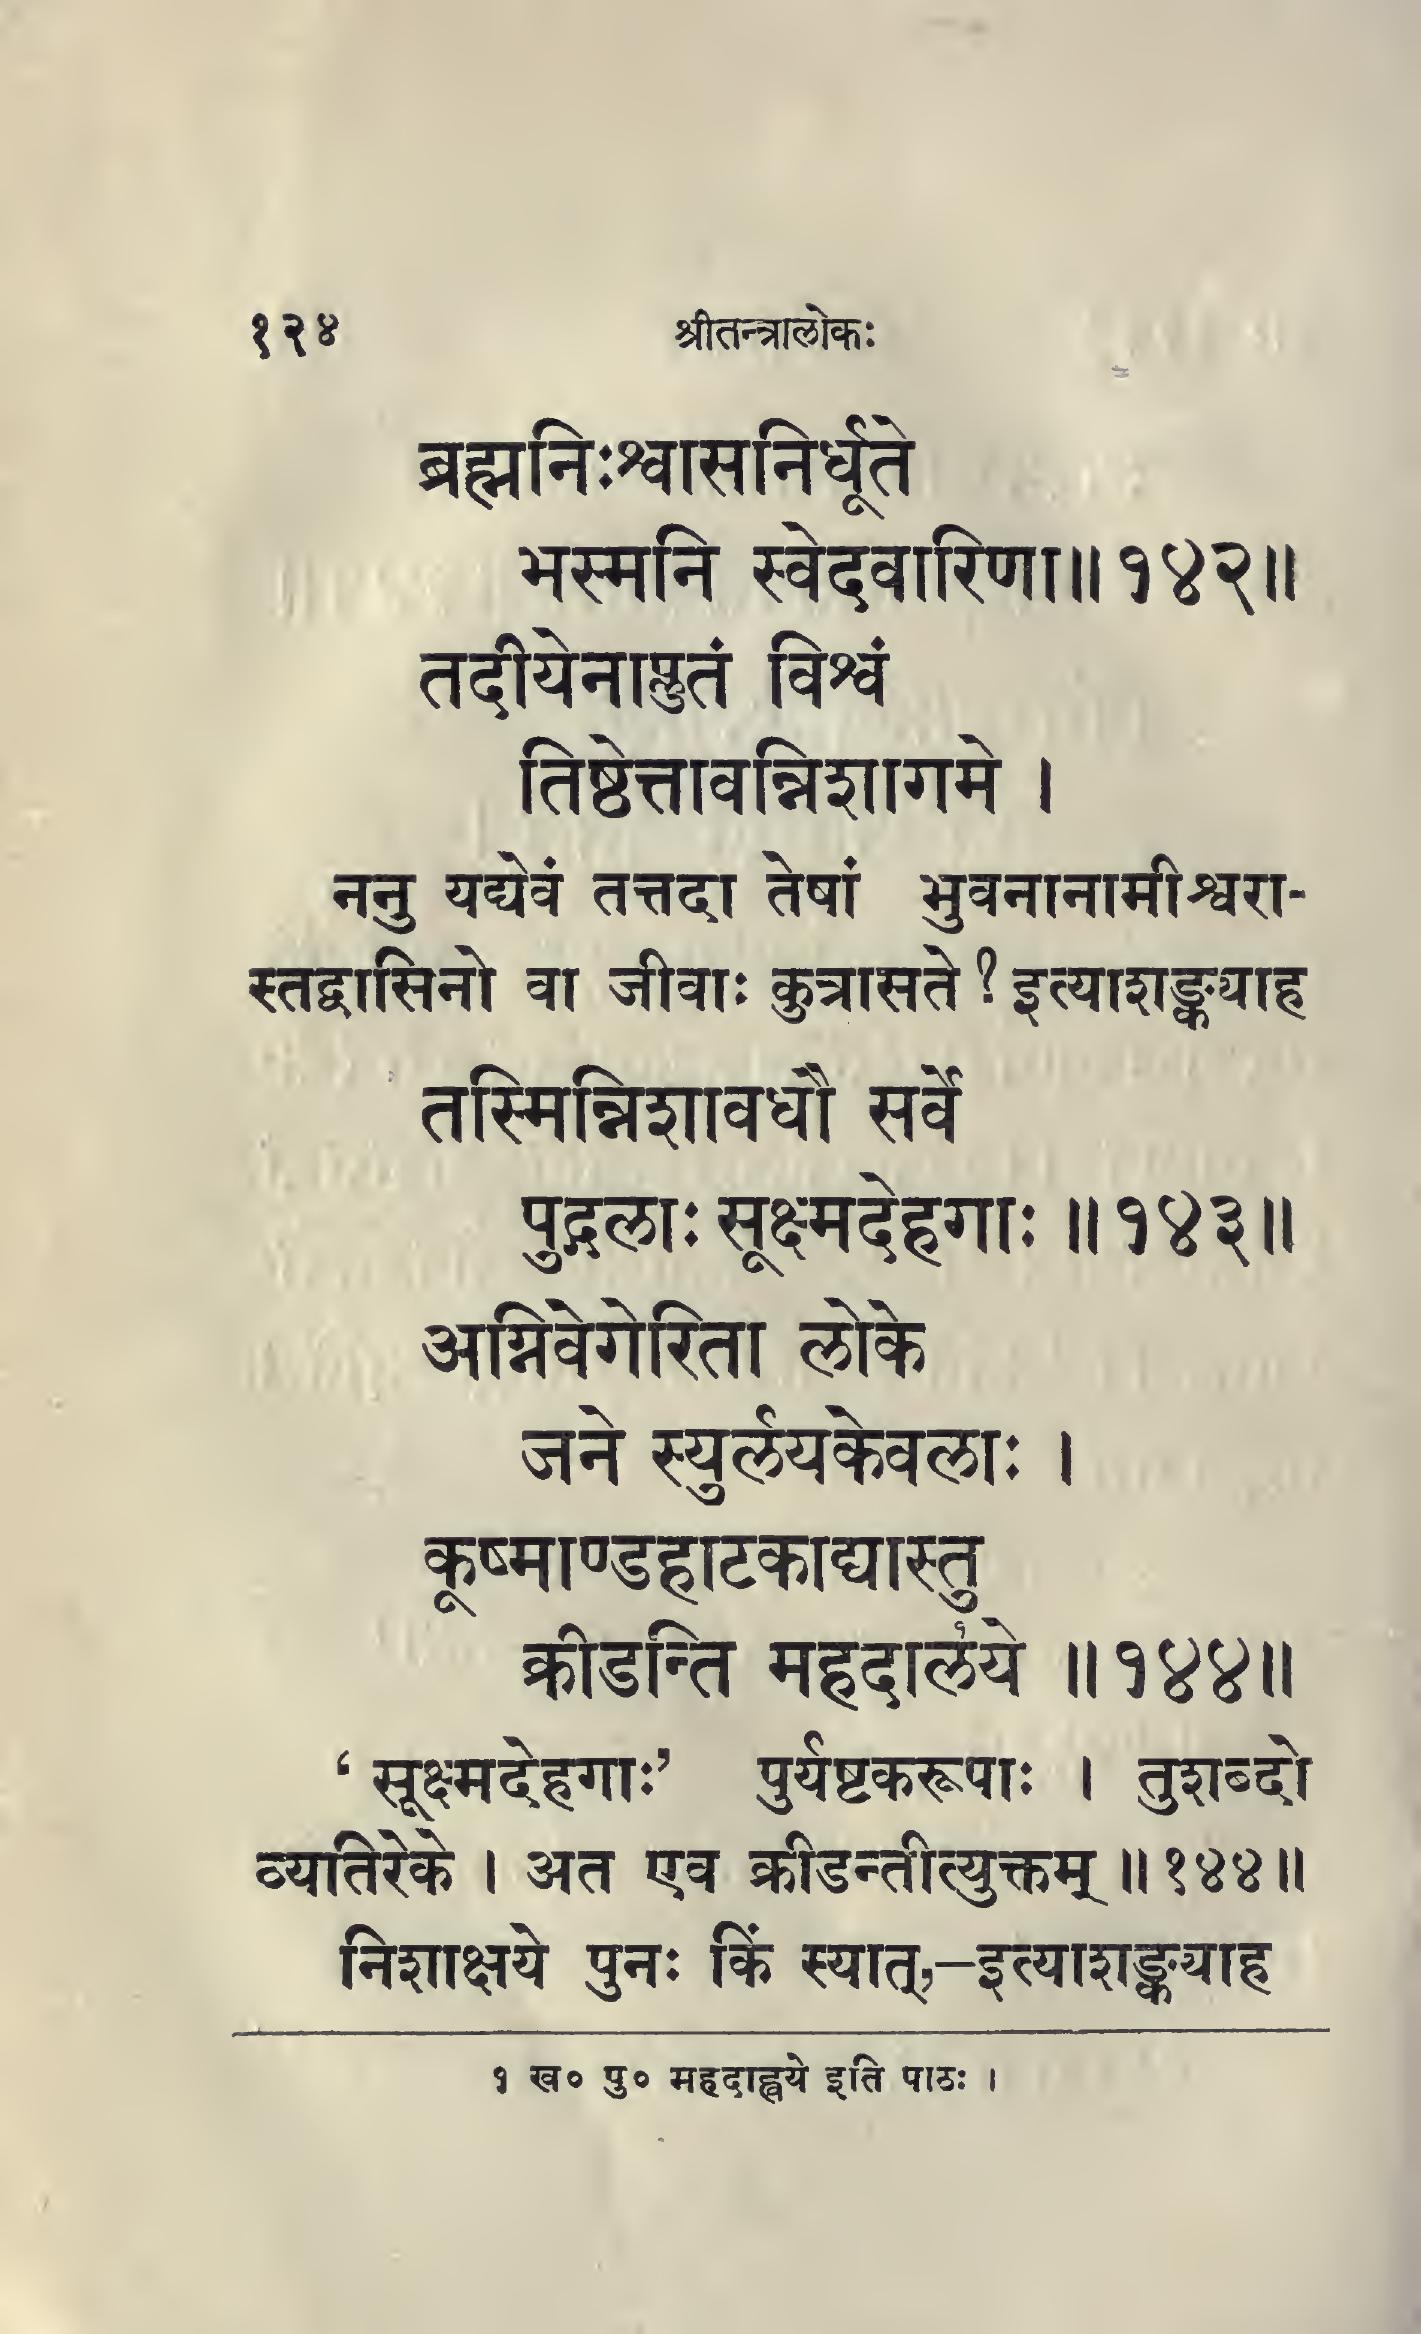 १२४ श्रीतन्त्रालोकः
ब्रह्मनिःश्वासनिर्धूते
भस्मनि स्वेदवारिणा॥ १४२॥
तदीयेनाप्लुतं विश्वं
तिष्ठेत्तावन्निशागमे ।
ननु यद्येवं तत्तदा तेषां भुवनानामीश्वरा-
स्तद्वासिनो वा जीवाः कुत्रासते ? इत्याशङ्क्याह
तस्मिन्निशावधौ सर्वे
पुद्गलाः सूक्ष्मदेहगाः ॥ १४३॥
अग्निवेगेरिता लोके
जने स्युर्लयकेवलाः ।
कूष्माण्डहाटकाद्यास्तु
क्रीडन्ति महदाल१ये ॥ १४४॥
‘ सूक्ष्मदेहगाः’ पुर्यष्टकरूपाः । तुशब्दो
व्यतिरेके । अत एव क्रीडन्तीत्युक्तम् ॥ १४४॥
निशाक्षये पुनः किं स्यात्,—इत्याशङ्क्याह
१ ख० पु० महदाह्वये इति पाठः ।